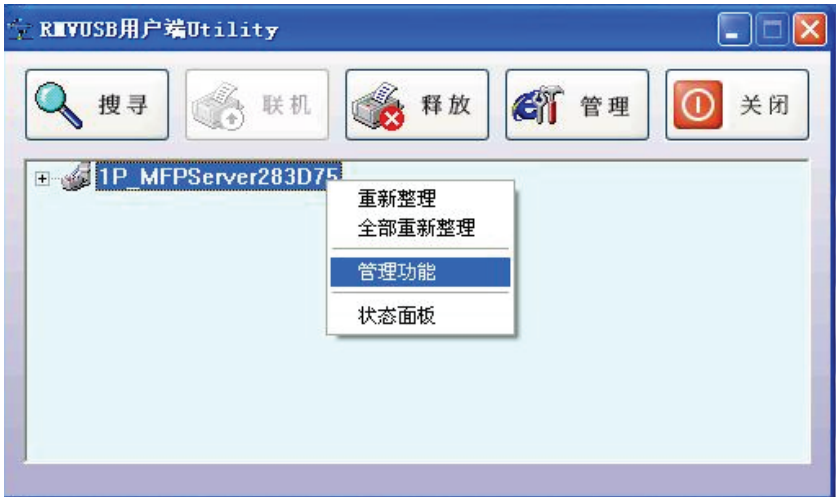 RMVUSB用户端Utility
搜寻 联机 释放 管理 关闭
1P_MFPServer283D75
重新整理
全部重新整理
管理功能
状态面板